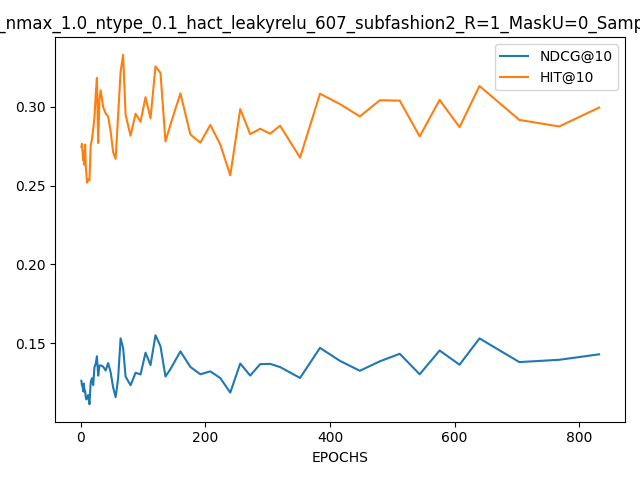 _nmax_1.0_ntype_0.1_hact_leakyrelu_607_subfashion2_R=1_MaskU=0_Samp
NDCG@10
HIT@10
0.30
0.25
0.20
0.15
0 200 400 600 800
EPOCHS